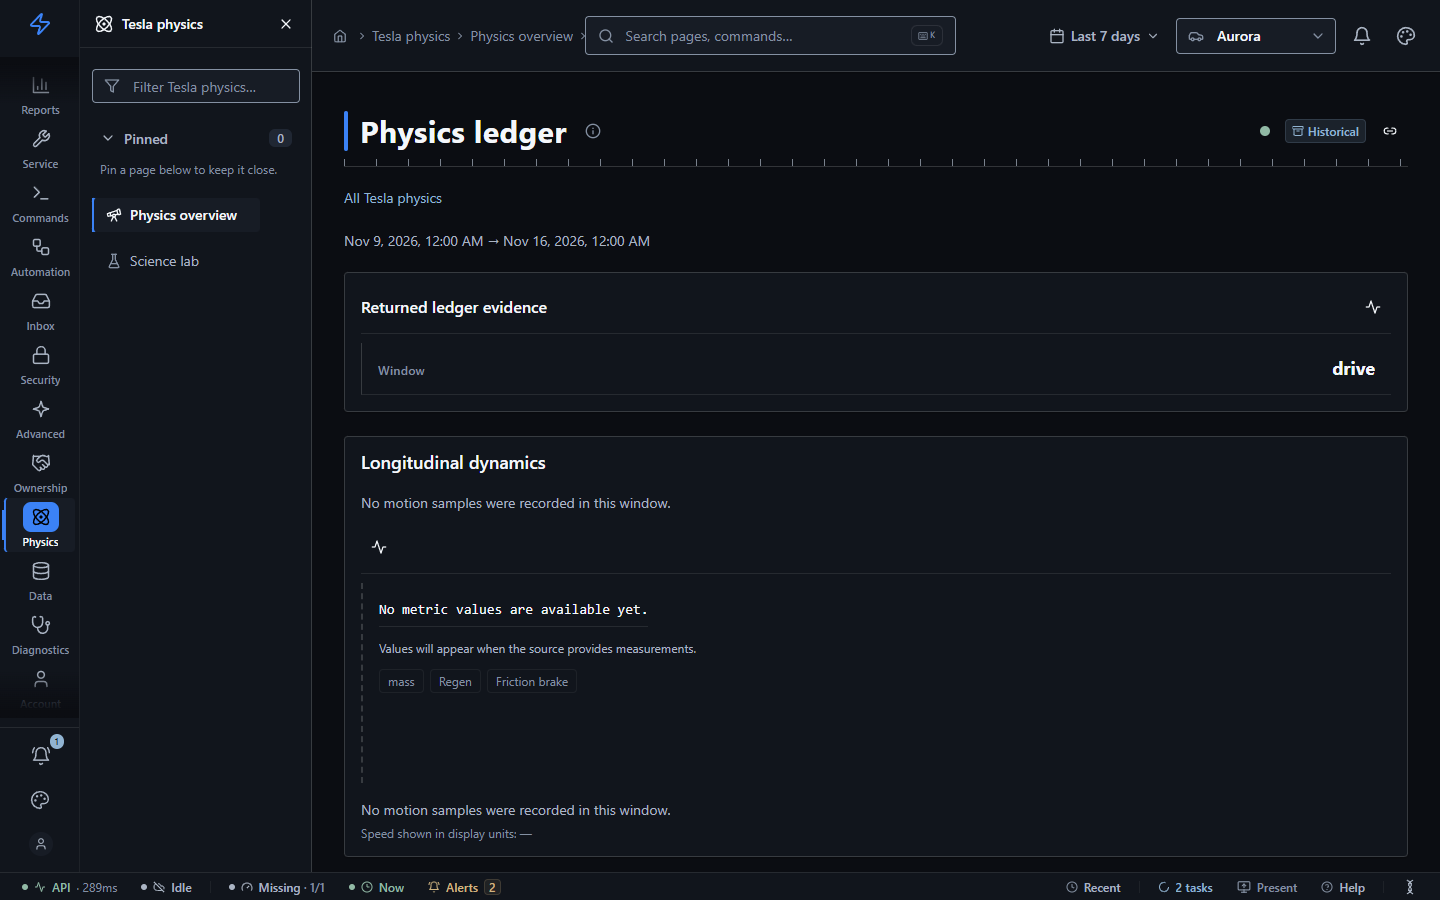 Tesla physics
Reports
Service
Commands
Automation
Inbox
Security
Advanced
Ownership
Physics
Data
Diagnostics
Account
1
Filter Tesla physics...
Pinned 0
Pin a page below to keep it close.
Physics overview
Science lab
Tesla physics Physics overview
Search pages, commands... K
Last 7 days
Aurora
Physics ledger
Historical
All Tesla physics
Nov 9, 2026, 12:00 AM → Nov 16, 2026, 12:00 AM
Returned ledger evidence
Window drive
Longitudinal dynamics
No motion samples were recorded in this window.
No metric values are available yet.
Values will appear when the source provides measurements.
mass Regen Friction brake
No motion samples were recorded in this window.
Speed shown in display units: —
API · 289ms Idle Missing · 1/1 Now Alerts 2 Recent 2 tasks Present Help